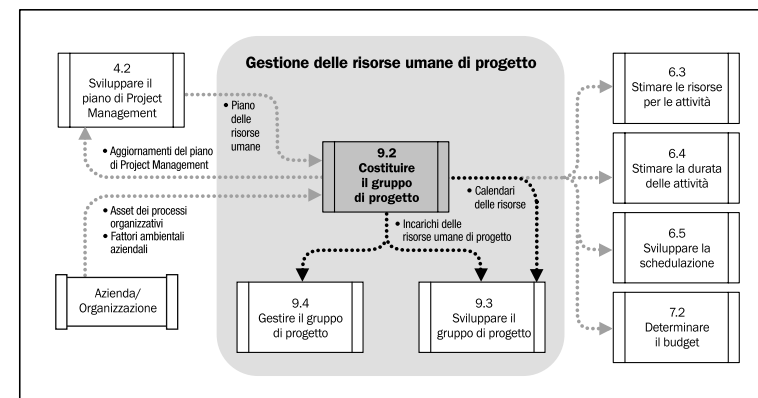 Gestione delle risorse umane di progetto
4.2
Sviluppare il
piano di Project
Management
• Piano
delle
risorse
umane
• Aggiornamenti del piano
di Project Management
• Asset dei processi
organizzativi
• Fattori ambientali
aziendali
Azienda/
Organizzazione
9.2
Costituire
il gruppo
di progetto
• Calendari
delle risorse
• Incarichi delle
risorse umane di progetto
9.4
Gestire il gruppo
di progetto
9.3
Sviluppare il
gruppo di progetto
6.3
Stimare le risorse
per le attività
6.4
Stimare la durata
delle attività
6.5
Sviluppare la
schedulazione
7.2
Determinare
il budget